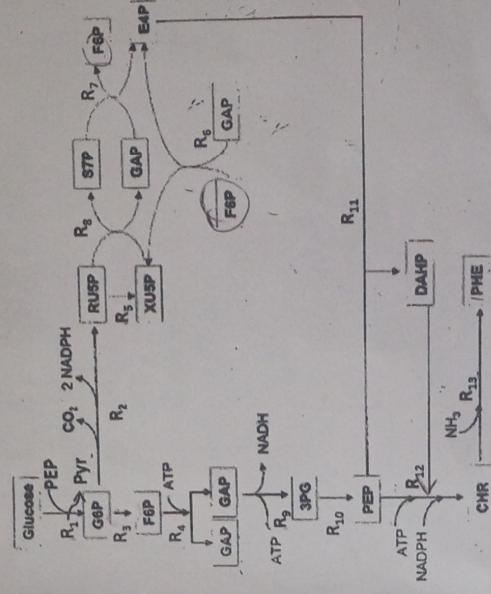 Glucose
PEP
R1
Pyr
G6P
CO2
2 NADPH
R2
RU5P
R5
XU5P
R8
S7P
GAP
R7
F6P
E4P
R6
GAP
F6P
R3
F6P
ATP
R4
GAP
GAP
ATP
NADH
R9
3PG
R10
PEP
R11
DAHP
ATP
NADPH
R12
CHR
NH3
R13
PHE